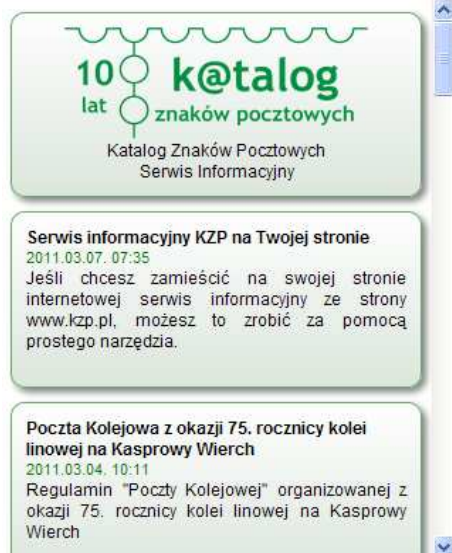 10 k@talog
lat znaków pocztowych
Katalog Znaków Pocztowych
Serwis Informacyjny
Serwis informacyjny KZP na Twojej stronie
2011.03.07. 07:35
Jeśli chcesz zamieścić na swojej stronie
internetowej serwis informacyjny ze strony
www.kzp.pl, możesz to zrobić za pomocą
prostego narzędzia.
Poczta Kolejowa z okazji 75. rocznicy kolei
linowej na Kasprowy Wierch
2011.03.04. 10:11
Regulamin "Poczty Kolejowej" organizowanej z
okazji 75. rocznicy kolei linowej na Kasprowy
Wierch